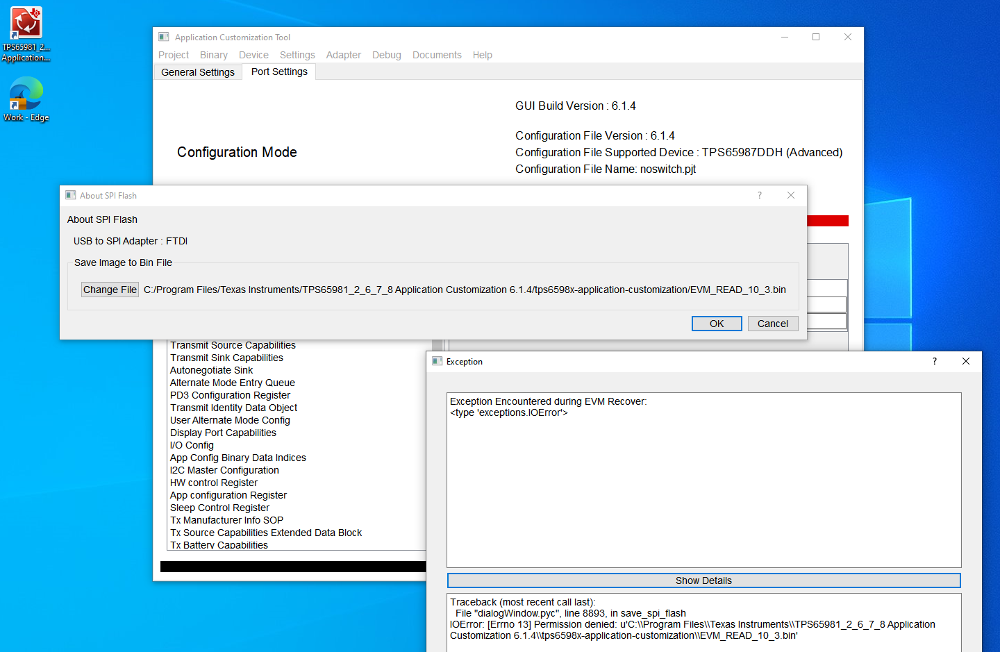 TPS65981_2...
Application...
Work - Edge
Application Customization Tool
Project Binary Device Settings Adapter Debug Documents Help
General Settings Port Settings
GUI Build Version : 6.1.4
Configuration File Version : 6.1.4
Configuration Mode
Configuration File Supported Device : TPS65987DDH (Advanced)
Configuration File Name: noswitch.pjt
About SPI Flash
?
About SPI Flash
USB to SPI Adapter : FTDI
Save Image to Bin File
Change File C:/Program Files/Texas Instruments/TPS65981_2_6_7_8 Application Customization 6.1.4/tps6598x-application-customization/EVM_READ_10_3.bin
OK Cancel
Transmit Source Capabilities
Transmit Sink Capabilities
Autonegotiate Sink
Alternate Mode Entry Queue
PD3 Configuration Register
Transmit Identity Data Object
User Alternate Mode Config
Display Port Capabilities
I/O Config
App Config Binary Data Indices
I2C Master Configuration
HW control Register
App configuration Register
Sleep Control Register
Tx Manufacturer Info SOP
Tx Source Capabilities Extended Data Block
Tx Battery Capabilities
Exception
?
Exception Encountered during EVM Recover:
<type 'exceptions.IOError'>
Show Details
Traceback (most recent call last):
File "dialogWindow.pyc", line 8893, in save_spi_flash
IOError: [Errno 13] Permission denied: u'C:\\Program Files\\Texas Instruments\\TPS65981_2_6_7_8 Application
Customization 6.1.4\\tps6598x-application-customization\\EVM_READ_10_3.bin'